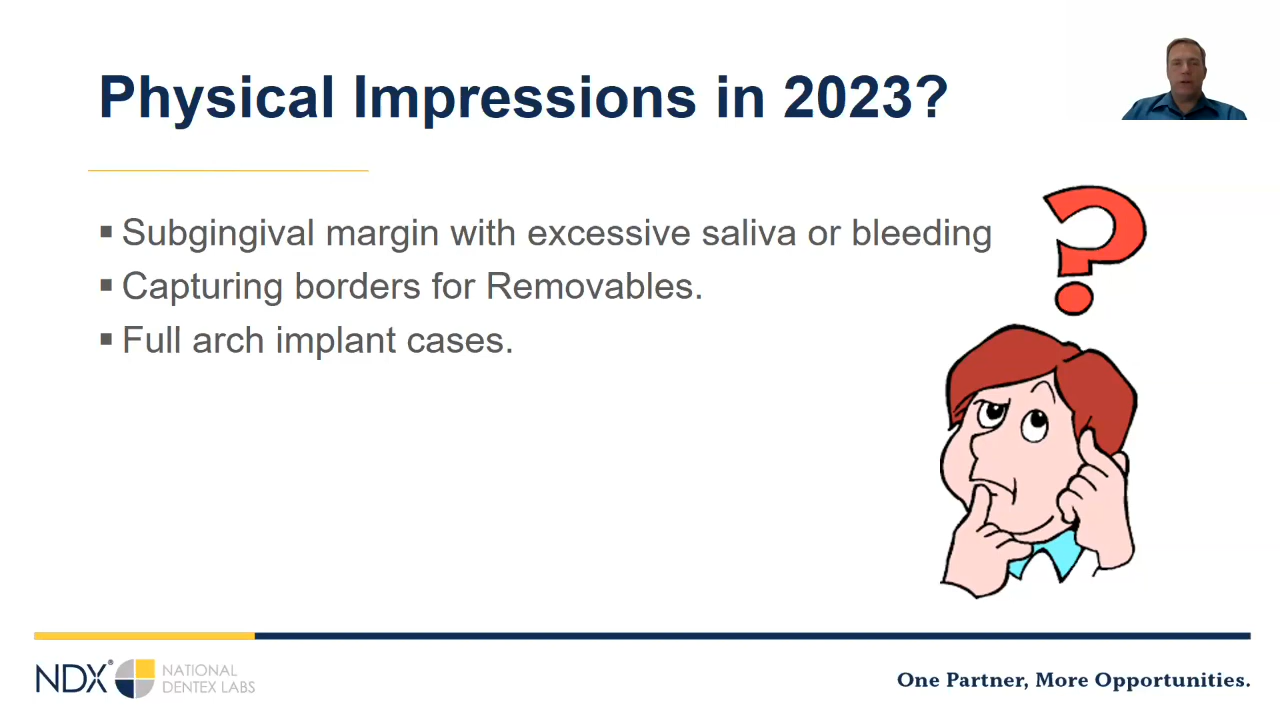 Physical Impressions in 2023?
▪ Subgingival margin with excessive saliva or bleeding
▪ Capturing borders for Removables.
▪ Full arch implant cases.
NDX®
NATIONAL
DENTEX LABS
One Partner, More Opportunities.